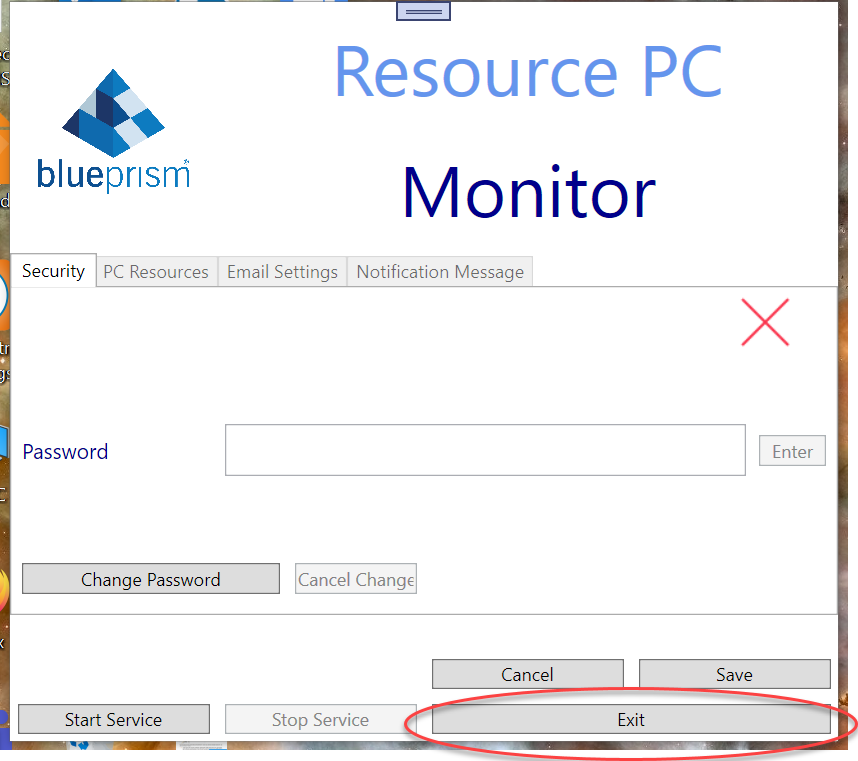 Resource PC
Monitor
blueprism
Security PC Resources Email Settings Notification Message
Password
Enter
Change Password Cancel Change
Cancel Save
Start Service Stop Service Exit